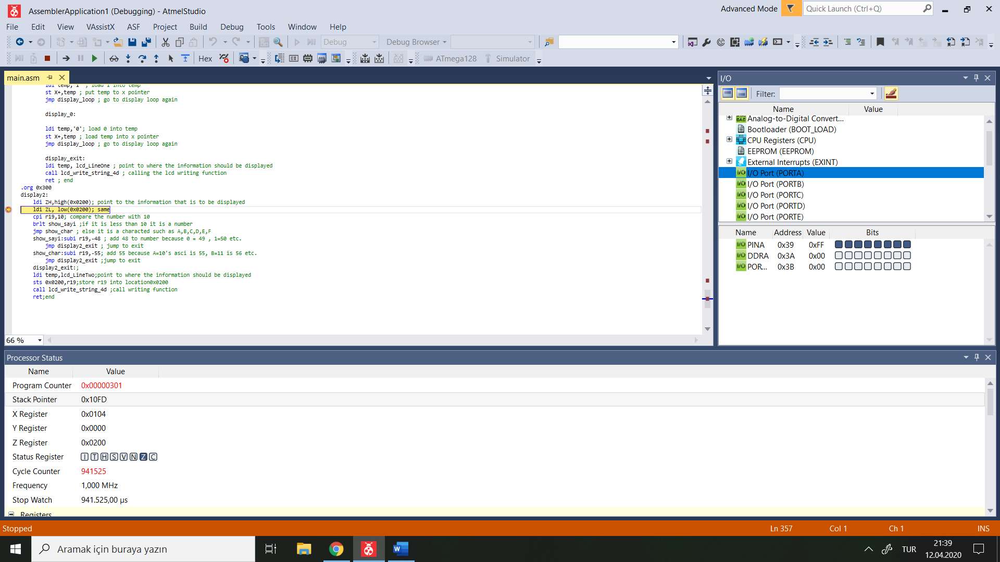 AssemblerApplication1 (Debugging) - AtmelStudio
Advanced Mode
Quick Launch (Ctrl+Q)
File Edit View VAssistX ASF Project Build Debug Tools Window Help
Debug
Debug Browser
Hex
ATmega128
Simulator
main.asm
ldi temp,'1' ; load 1 into temp
st X+,temp ; put temp to x pointer
jmp display_loop ; go to display loop again
display_0:
ldi temp,'0'; load 0 into temp
st X+,temp ; load temp into x pointer
jmp display_loop ; go to display loop again
display_exit:
ldi temp, lcd_LineOne ; point to where the information should be displayed
call lcd_write_string_4d ; calling the lcd writing function
ret ; end
.org 0x300
display2:
ldi ZH,high(0x0200); point to the information that is to be displayed
ldi ZL, low(0x0200); same
cpi r19,10; compare the number with 10
brlt show_sayi ;if it is less than 10 it is a number
jmp show_char ; else it is a characted such as A,B,C,D,E,F
show_sayi:subi r19,-48 ; add 48 to number because 0 = 49 , 1=50 etc.
jmp display2_exit ; jump to exit
show_char:subi r19,-55; add 55 because A=10's asci is 55, B=11 is 56 etc.
jmp display2_exit ;jump to exit
display2_exit:;
ldi temp,lcd_LineTwo;point to where the information should be displayed
sts 0x0200,r19;store r19 into location0x0200
call lcd_write_string_4d ;call writing function
ret;end
66 %
I/O
Filter:
Name Value
Analog-to-Digital Convert...
Bootloader (BOOT_LOAD)
CPU Registers (CPU)
EEPROM (EEPROM)
External Interrupts (EXINT)
I/O Port (PORTA)
I/O Port (PORTB)
I/O Port (PORTC)
I/O Port (PORTD)
I/O Port (PORTE)
Name Address Value Bits
I/O PINA 0x39 0xFF
I/O DDRA 0x3A 0x00
I/O POR... 0x3B 0x00
Processor Status
Name Value
Program Counter 0x00000301
Stack Pointer 0x10FD
X Register 0x0104
Y Register 0x0000
Z Register 0x0200
Status Register I T H S V N Z C
Cycle Counter 941525
Frequency 1,000 MHz
Stop Watch 941.525,00 µs
Registers
Stopped
Ln 357 Col 1 Ch 1 INS
Aramak için buraya yazın
TUR
21:39
12.04.2020